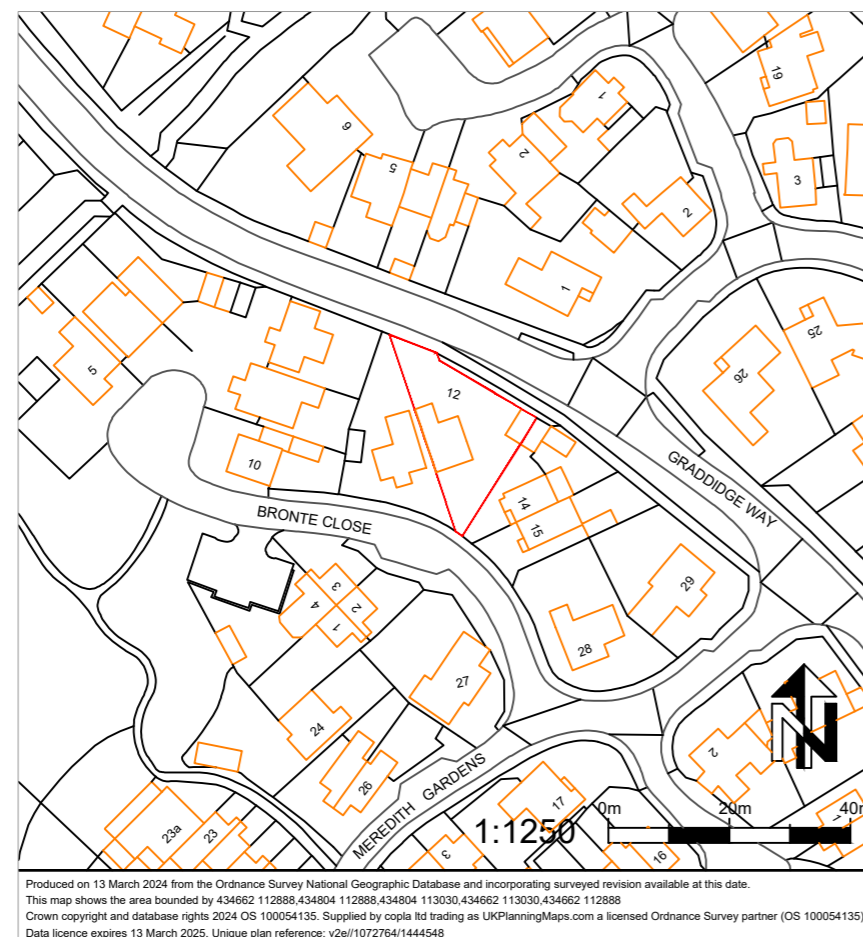 19
1
6
2
5
3
2
1
25
26
5
12
GRADDIDGE WAY
10
14
BRONTE CLOSE
15
3
2
4
1
29
28
27
N
24
2
26
MEREDITH GARDENS
17
0m
20m
40m
1:1250
1
23a
23
3
16
Produced on 13 March 2024 from the Ordnance Survey National Geographic Database and incorporating surveyed revision available at this date.
This map shows the area bounded by 434662 112888,434804 112888,434804 113030,434662 113030,434662 112888
Crown copyright and database rights 2024 OS 100054135. Supplied by copla ltd trading as UKPlanningMaps.com a licensed Ordnance Survey partner (OS 100054135).
Data licence expires 13 March 2025. Unique plan reference: v2e//1072764/1444548